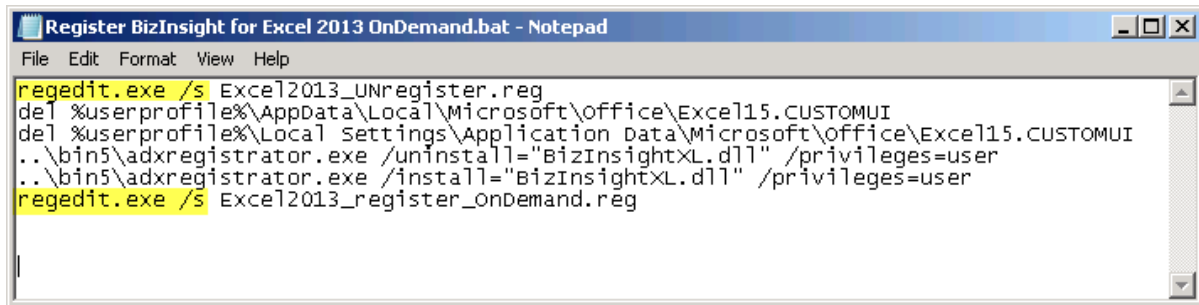 Register BizInsight for Excel 2013 OnDemand.bat - Notepad
File Edit Format View Help
regedit.exe /s Excel2013_UNregister.reg
del %userprofile%\AppData\Local\Microsoft\Office\Excel15.CUSTOMUI
del %userprofile%\Local Settings\Application Data\Microsoft\Office\Excel15.CUSTOMUI
..\bin5\adxregistrator.exe /uninstall="BizInsightXL.dll" /privileges=user
..\bin5\adxregistrator.exe /install="BizInsightXL.dll" /privileges=user
regedit.exe /s Excel2013_register_OnDemand.reg